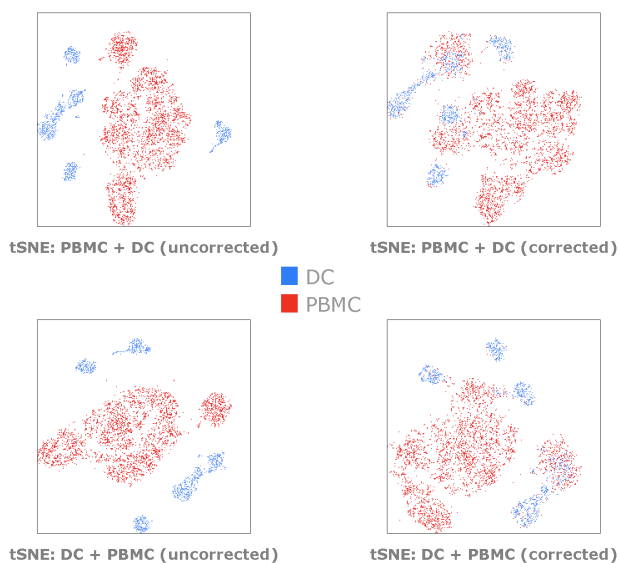 tSNE: PBMC + DC (uncorrected)
tSNE: PBMC + DC (corrected)
DC
PBMC
tSNE: DC + PBMC (uncorrected)
tSNE: DC + PBMC (corrected)